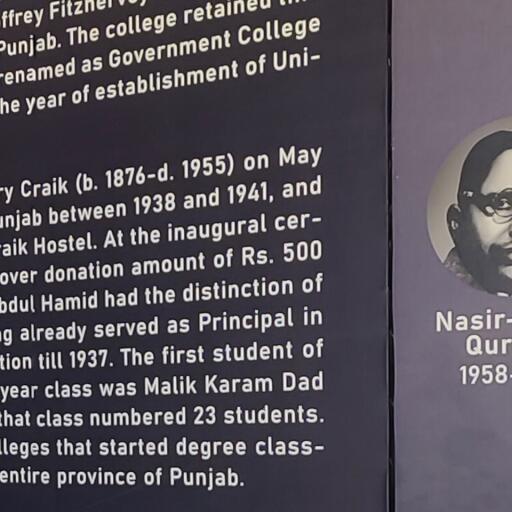 ffrey Fitzhervey
Punjab. The college retained the
renamed as Government College
he year of establishment of Uni-
ry Craik (b. 1876-d. 1955) on May
unjab between 1938 and 1941, and
raik Hostel. At the inaugural cer-
over donation amount of Rs. 500
bdul Hamid had the distinction of
ng already served as Principal in
tion till 1937. The first student of
year class was Malik Karam Dad
that class numbered 23 students.
lleges that started degree class-
entire province of Punjab.
Nasir-
Qur
1958-